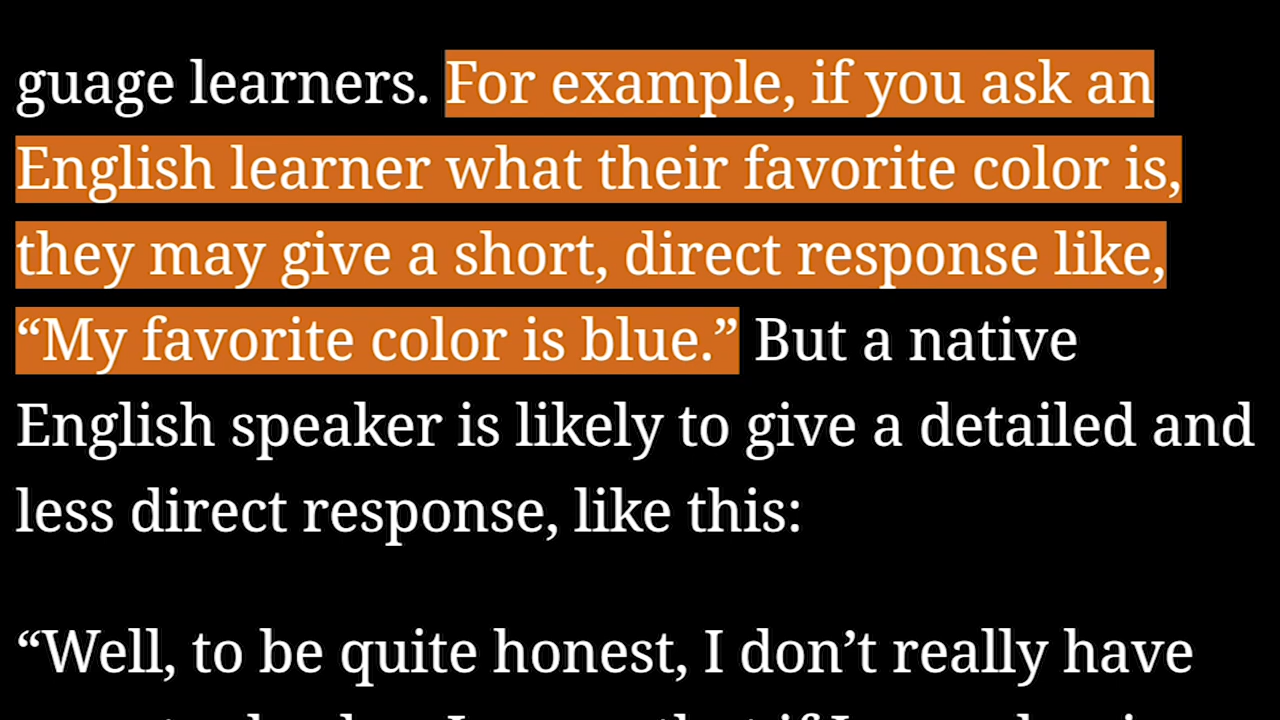 guage learners. For example, if you ask an
English learner what their favorite color is,
they may give a short, direct response like,
“My favorite color is blue.” But a native
English speaker is likely to give a detailed and
less direct response, like this:
“Well, to be quite honest, I don’t really have